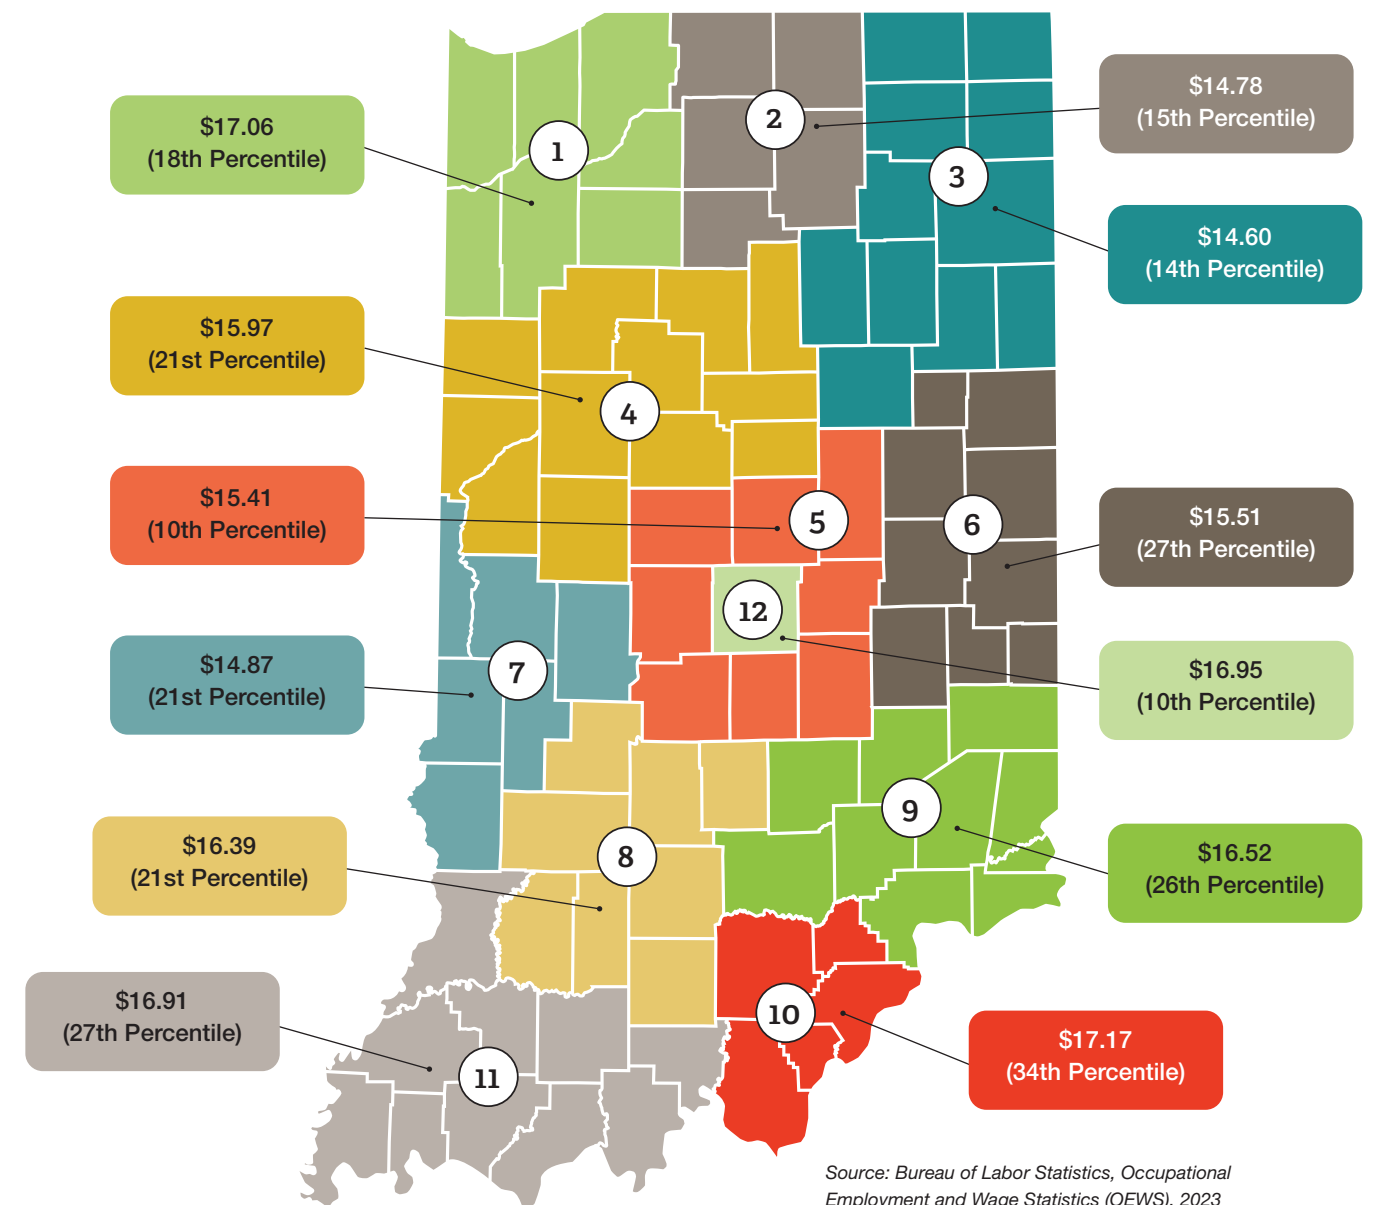 $17.06
(18th Percentile)
1
2
$14.78
(15th Percentile)
3
$14.60
(14th Percentile)
$15.97
(21st Percentile)
4
$15.41
(10th Percentile)
5
6
$15.51
(27th Percentile)
12
$16.95
(10th Percentile)
$14.87
(21st Percentile)
7
$16.39
(21st Percentile)
8
9
$16.52
(26th Percentile)
$16.91
(27th Percentile)
10
11
$17.17
(34th Percentile)
Source: Bureau of Labor Statistics, Occupational
Employment and Wage Statistics (OEWS), 2023